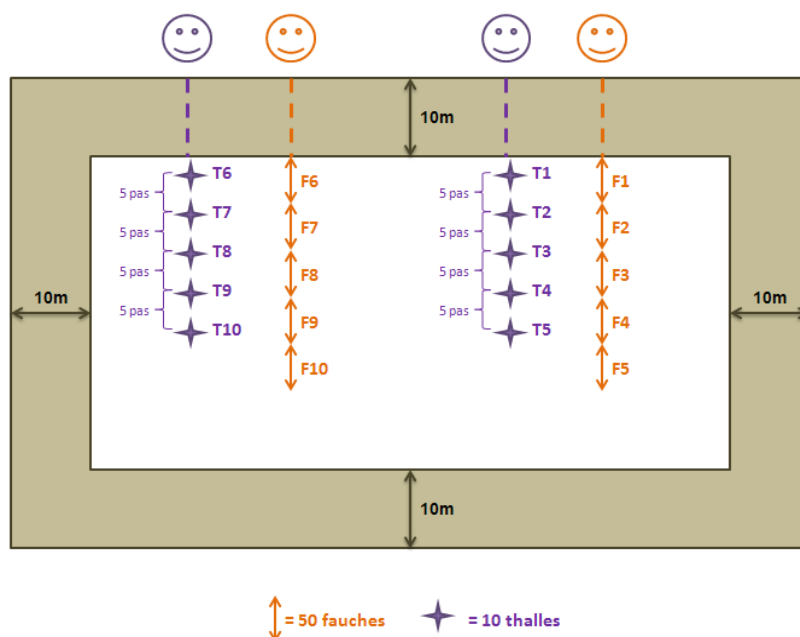 10m
T6
F6
T1
F1
5 pas
5 pas
T7
F7
T2
F2
5 pas
5 pas
T8
F8
T3
F3
5 pas
5 pas
10m
T9
F9
T4
F4
10m
5 pas
5 pas
T10
F10
T5
F5
10m
= 50 fauches
= 10 thalles